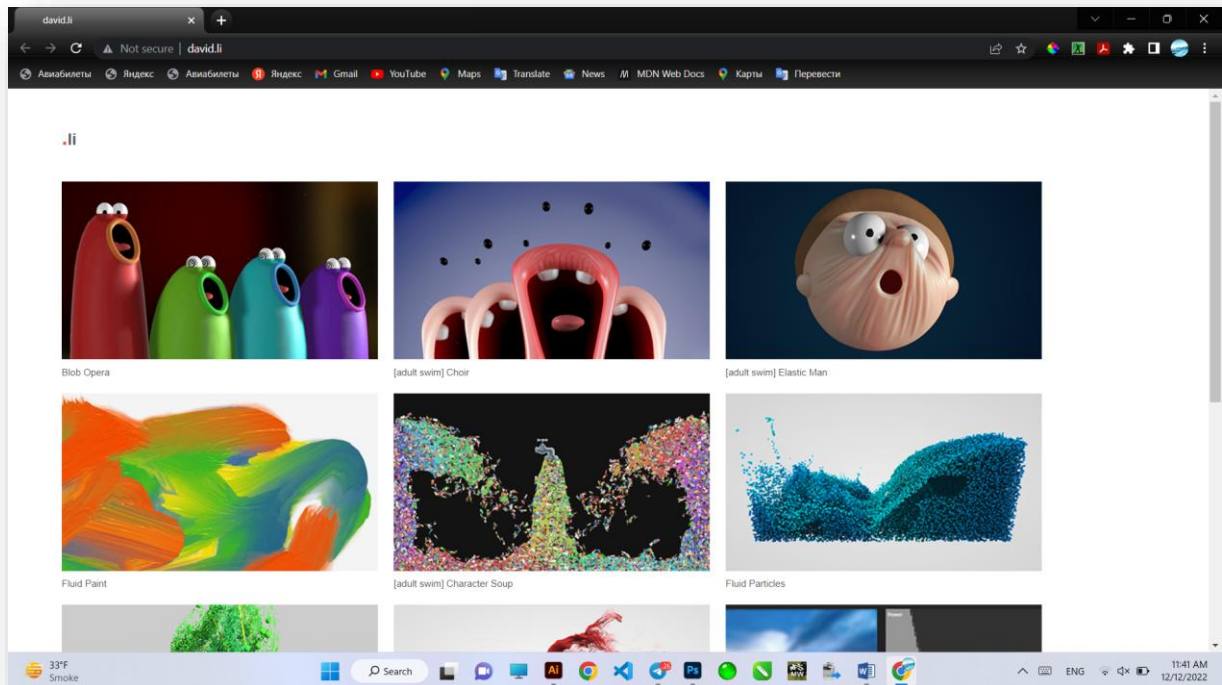 david.li
Not secure | david.li
Авиабилеты Яндекс Авиабилеты Яндекс Gmail YouTube Maps Translate News MDN Web Docs Карты Перевести
.li
Blob Opera [adult swim] Choir [adult swim] Elastic Man
Fluid Paint [adult swim] Character Soup Fluid Particles
33°F
Smoke
Search
ENG
11:41 AM
12/12/2022